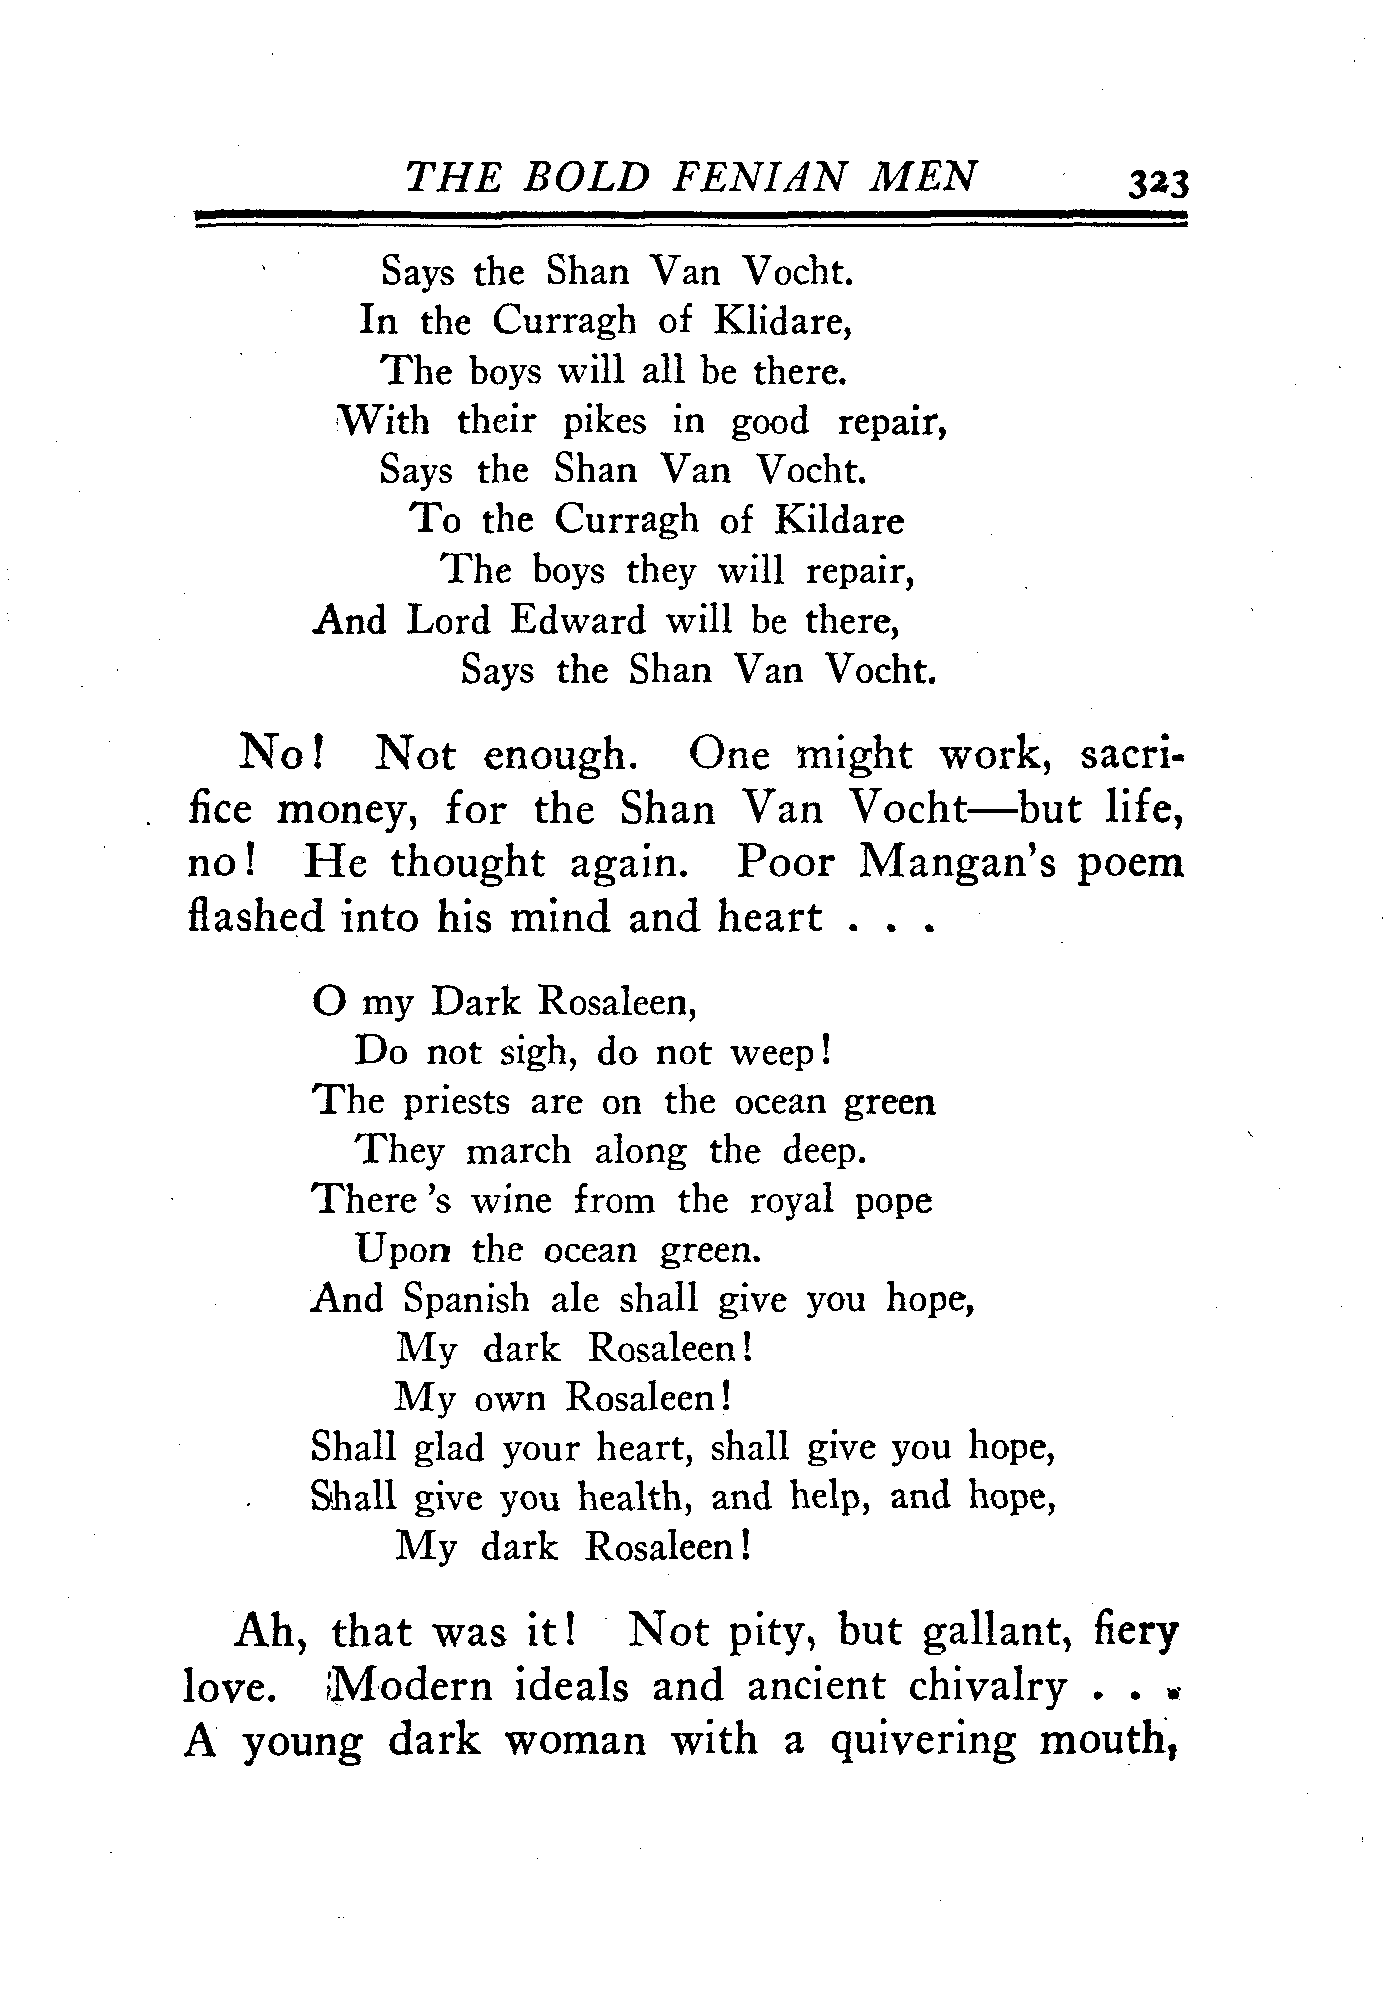 THE BOLD FENIAN MEN 323
Says the Shan Van Vocht.
In the Curragh of Klidare,
The boys will all be there.
With their pikes in good repair,
Says the Shan Van Vocht.
To the Curragh of Kildare
The boys they will repair,
And Lord Edward will be there,
Says the Shan Van Vocht.
No! Not enough. One might work, sacri-
fice money, for the Shan Van Vocht—but life,
no! He thought again. Poor Mangan's poem
flashed into his mind and heart . . .
O my Dark Rosaleen,
Do not sigh, do not weep!
The priests are on the ocean green
They march along the deep.
There 's wine from the royal pope
Upon the ocean green.
And Spanish ale shall give you hope,
My dark Rosaleen!
My own Rosaleen!
Shall glad your heart, shall give you hope,
Shall give you health, and help, and hope,
My dark Rosaleen!
Ah, that was it! Not pity, but gallant, fiery
love. Modern ideals and ancient chivalry . . .
A young dark woman with a quivering mouth,